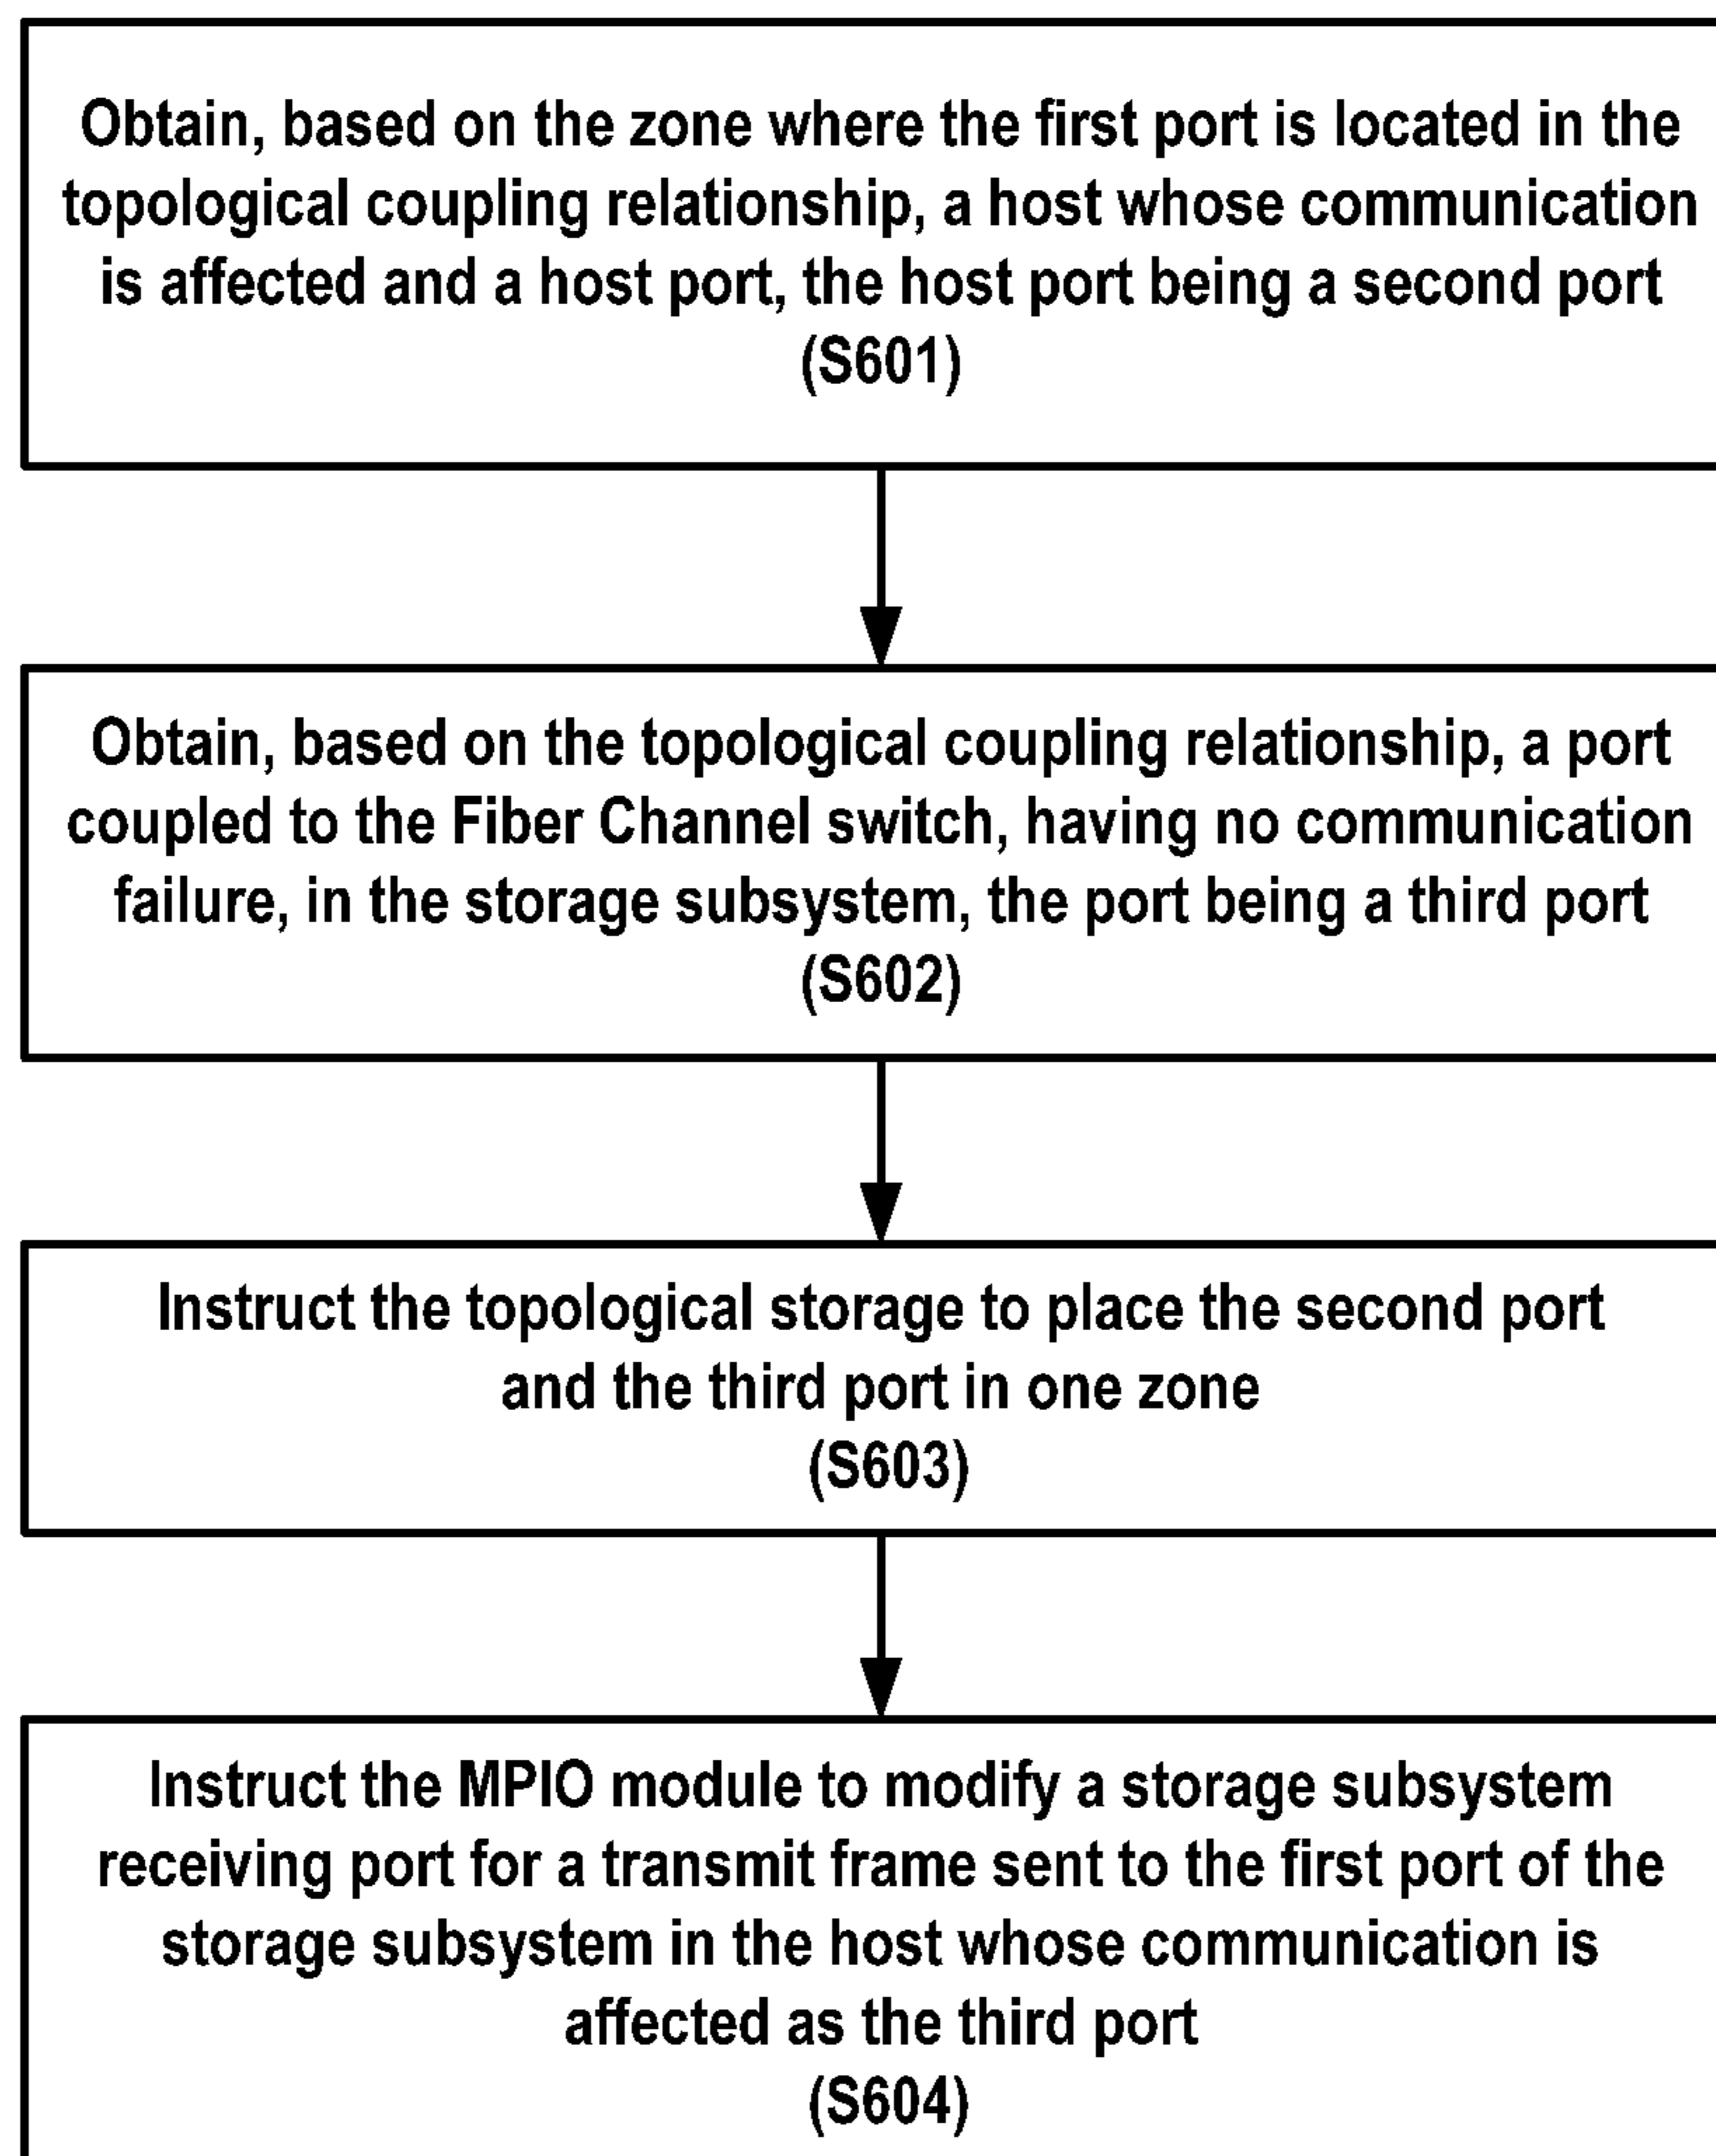 Obtain, based on the zone where the first port is located in the
topological coupling relationship, a host whose communication
is affected and a host port, the host port being a second port
(S601)
Obtain, based on the topological coupling relationship, a port
coupled to the Fiber Channel switch, having no communication
failure, in the storage subsystem, the port being a third port
(S602)
Instruct the topological storage to place the second port
and the third port in one zone
(S603)
Instruct the MPIO module to modify a storage subsystem
receiving port for a transmit frame sent to the first port of the
storage subsystem in the host whose communication is
affected as the third port
(S604)